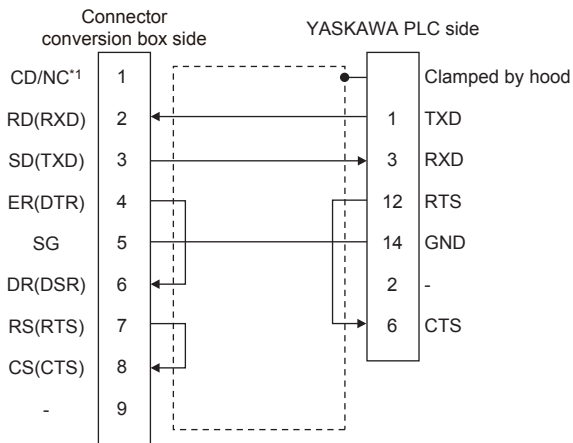 Connector
conversion box side
YASKAWA PLC side
CD/NC*1 1 Clamped by hood
RD(RXD) 2 1 TXD
SD(TXD) 3 3 RXD
ER(DTR) 4 12 RTS
SG 5 14 GND
DR(DSR) 6 2 -
RS(RTS) 7 6 CTS
CS(CTS) 8
- 9